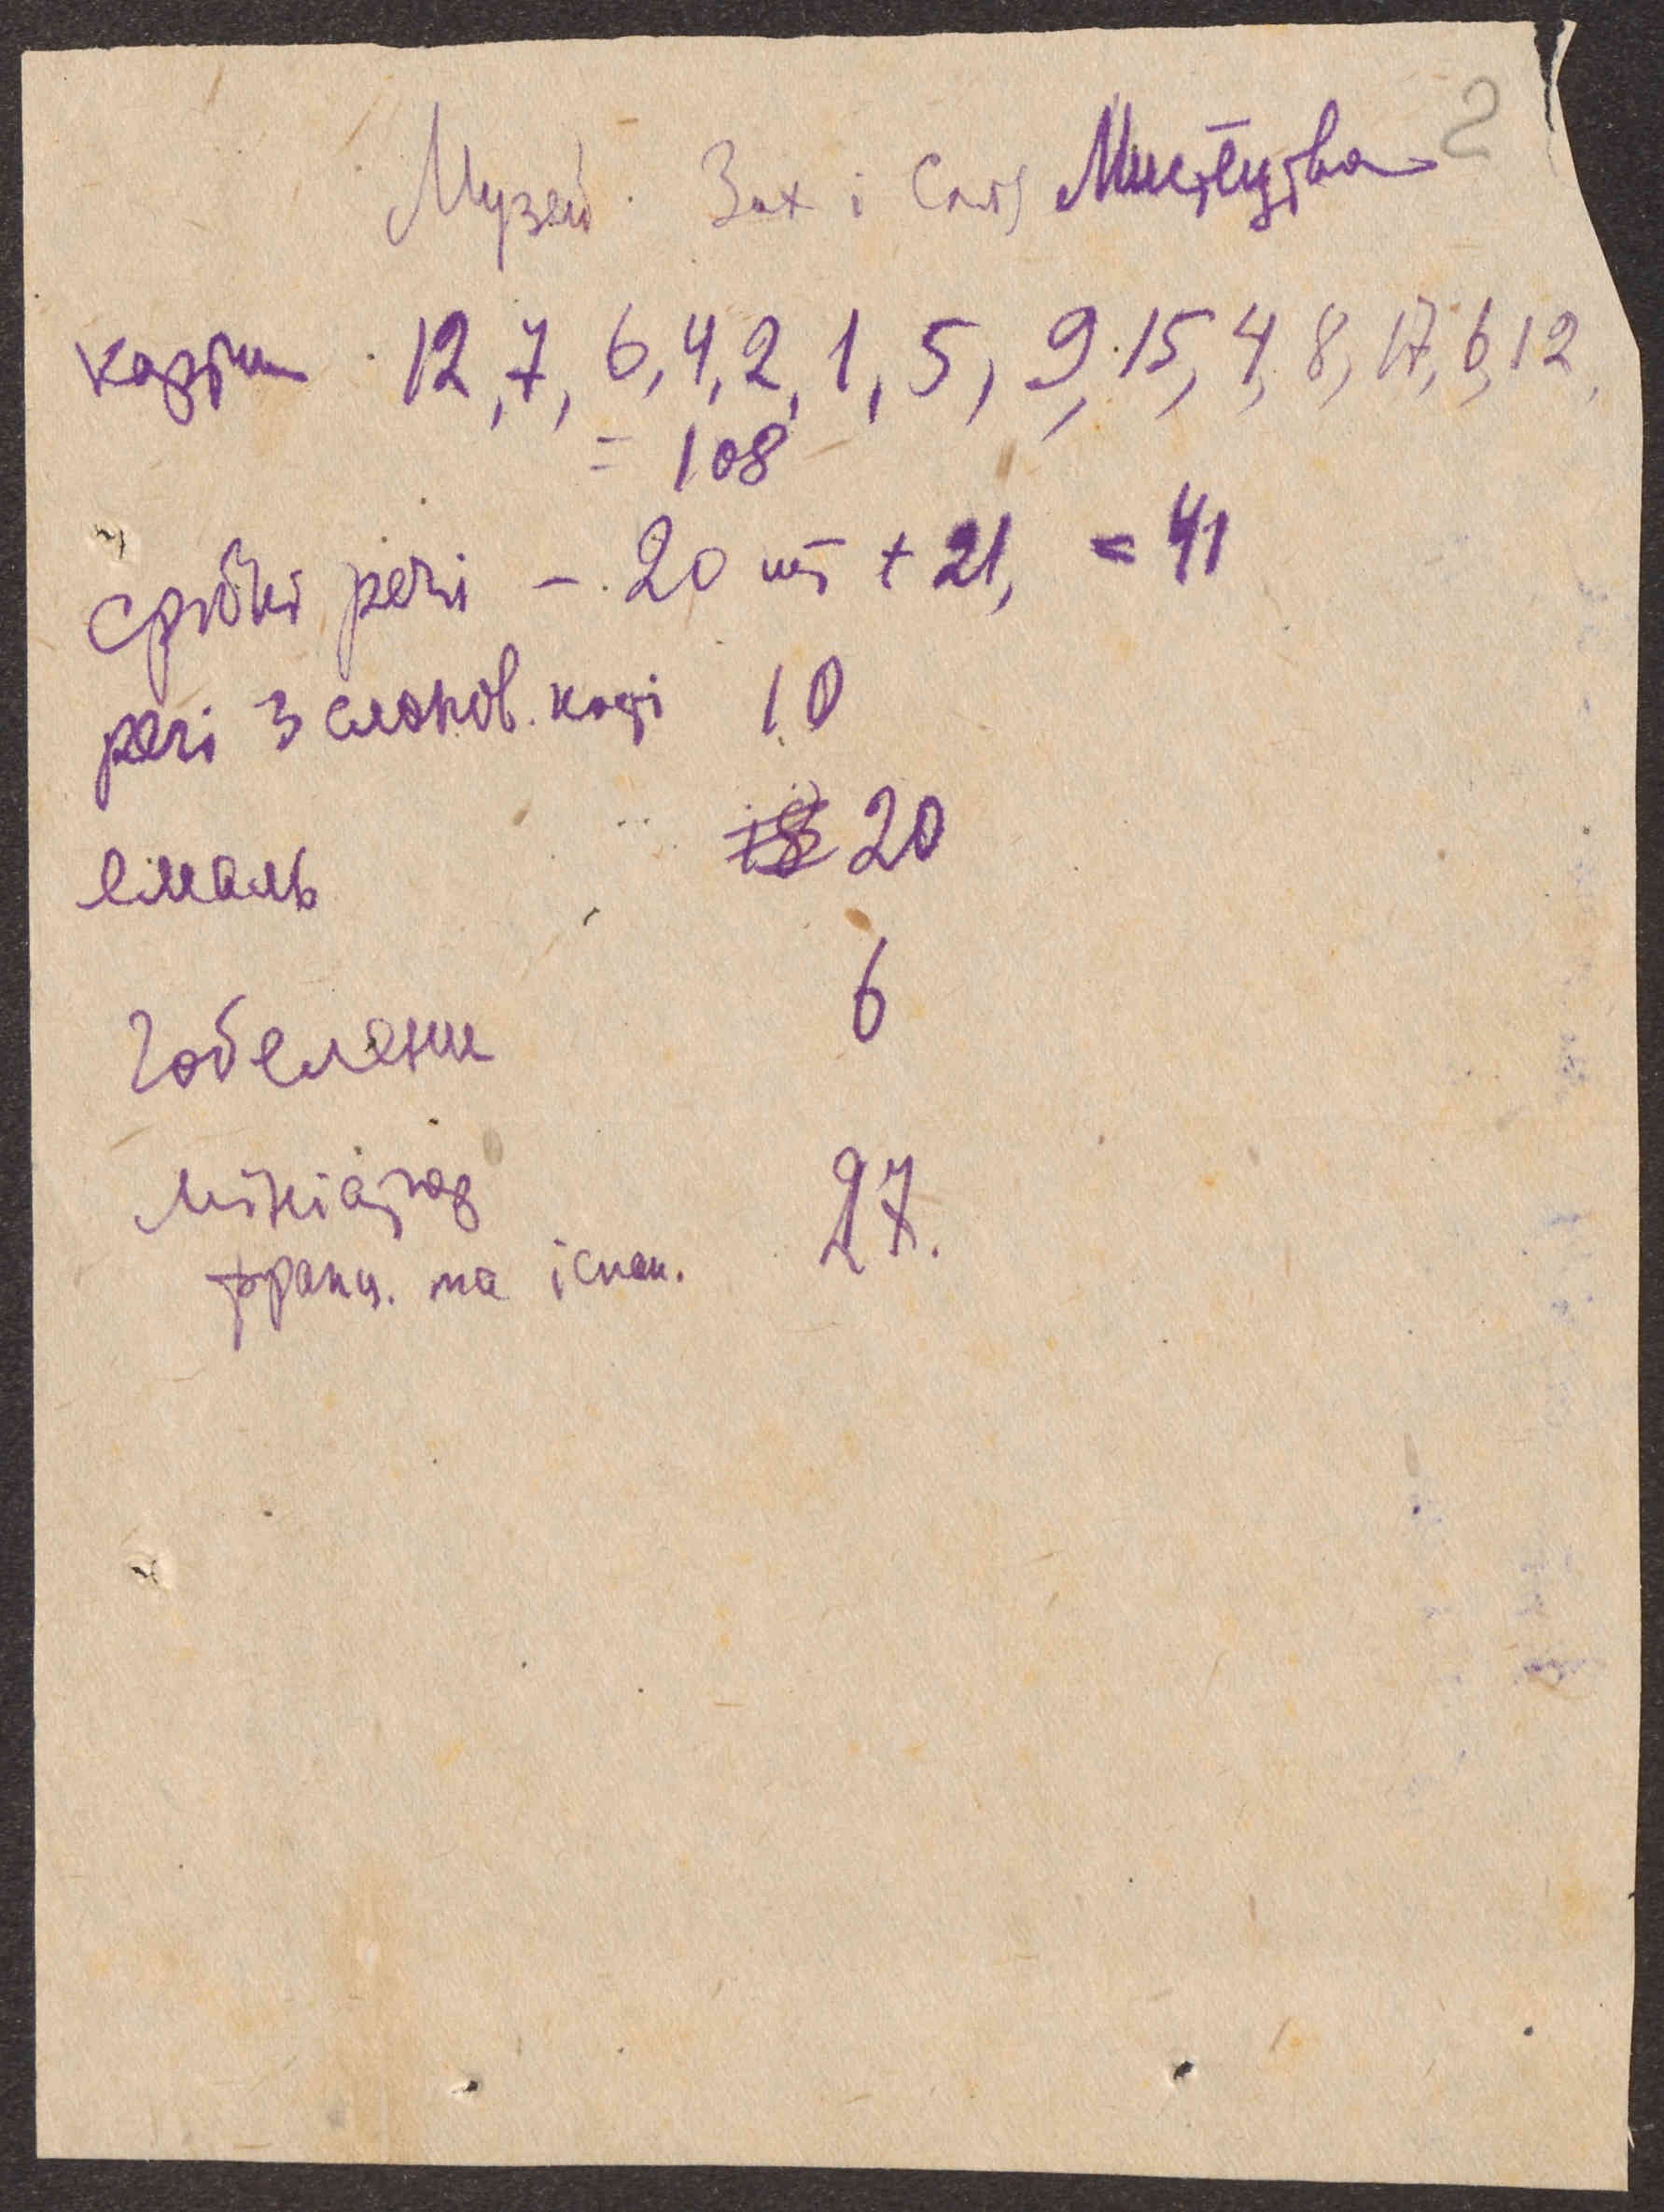 2
Музей Зах і Схід Мистецтва
картин 12, 7, 6, 4, 2, 1, 5, 9, 15, 4, 8, 17, 6, 12,
= 108
срібні речі – 20 шт + 21, = 41
речі з слонов. кості 10
емаль 18 20
Гобелени 6
мініатюр 27.
франц. та іспан.